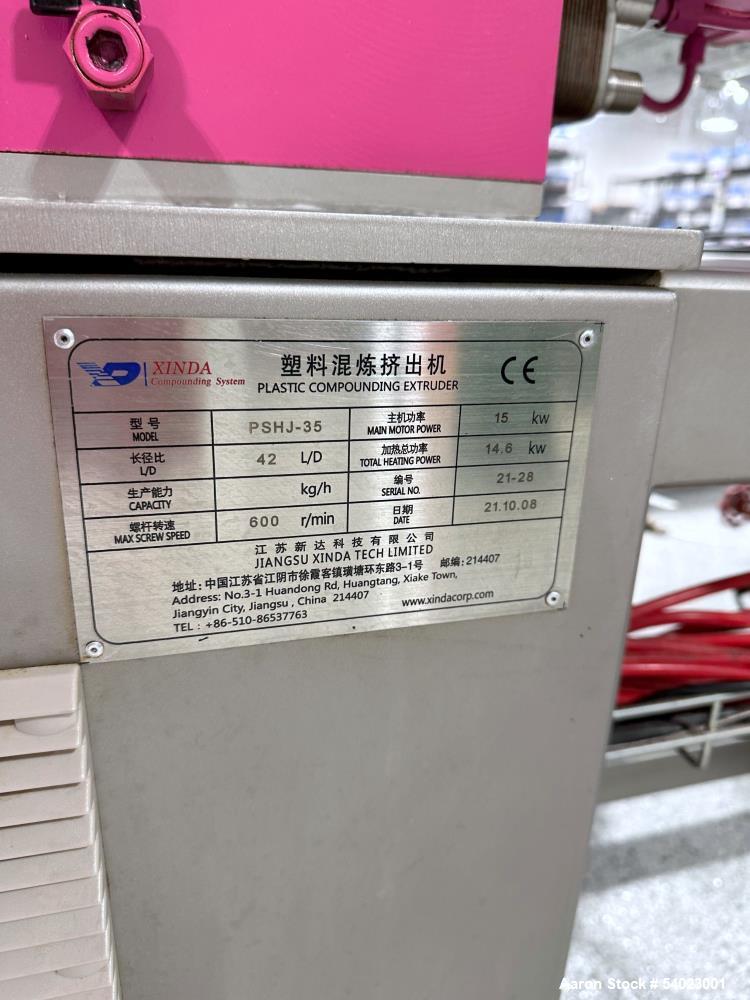 XINDA
Compounding System
塑料混炼挤出机
PLASTIC COMPOUNDING EXTRUDER
CE
型号
MODEL
PSHJ-35
主机功率
MAIN MOTOR POWER
15 kw
长径比
L/D
42 L/D
加热总功率
TOTAL HEATING POWER
14.6 kw
生产能力
CAPACITY
kg/h
编号
SERIAL NO.
21-28
螺杆转速
MAX SCREW SPEED
600 r/min
日期
DATE
21.10.08
江苏新达科技有限公司
JIANGSU XINDA TECH LIMITED
地址:中国江苏省江阴市徐霞客镇璜塘环东路3-1号 邮编:214407
Address: No.3-1 Huandong Rd, Huangtang, Xiake Town,
Jiangyin City, Jiangsu , China 214407 www.xindacorp.com
TEL : +86-510-86537763
Aaron Stock # 54023001